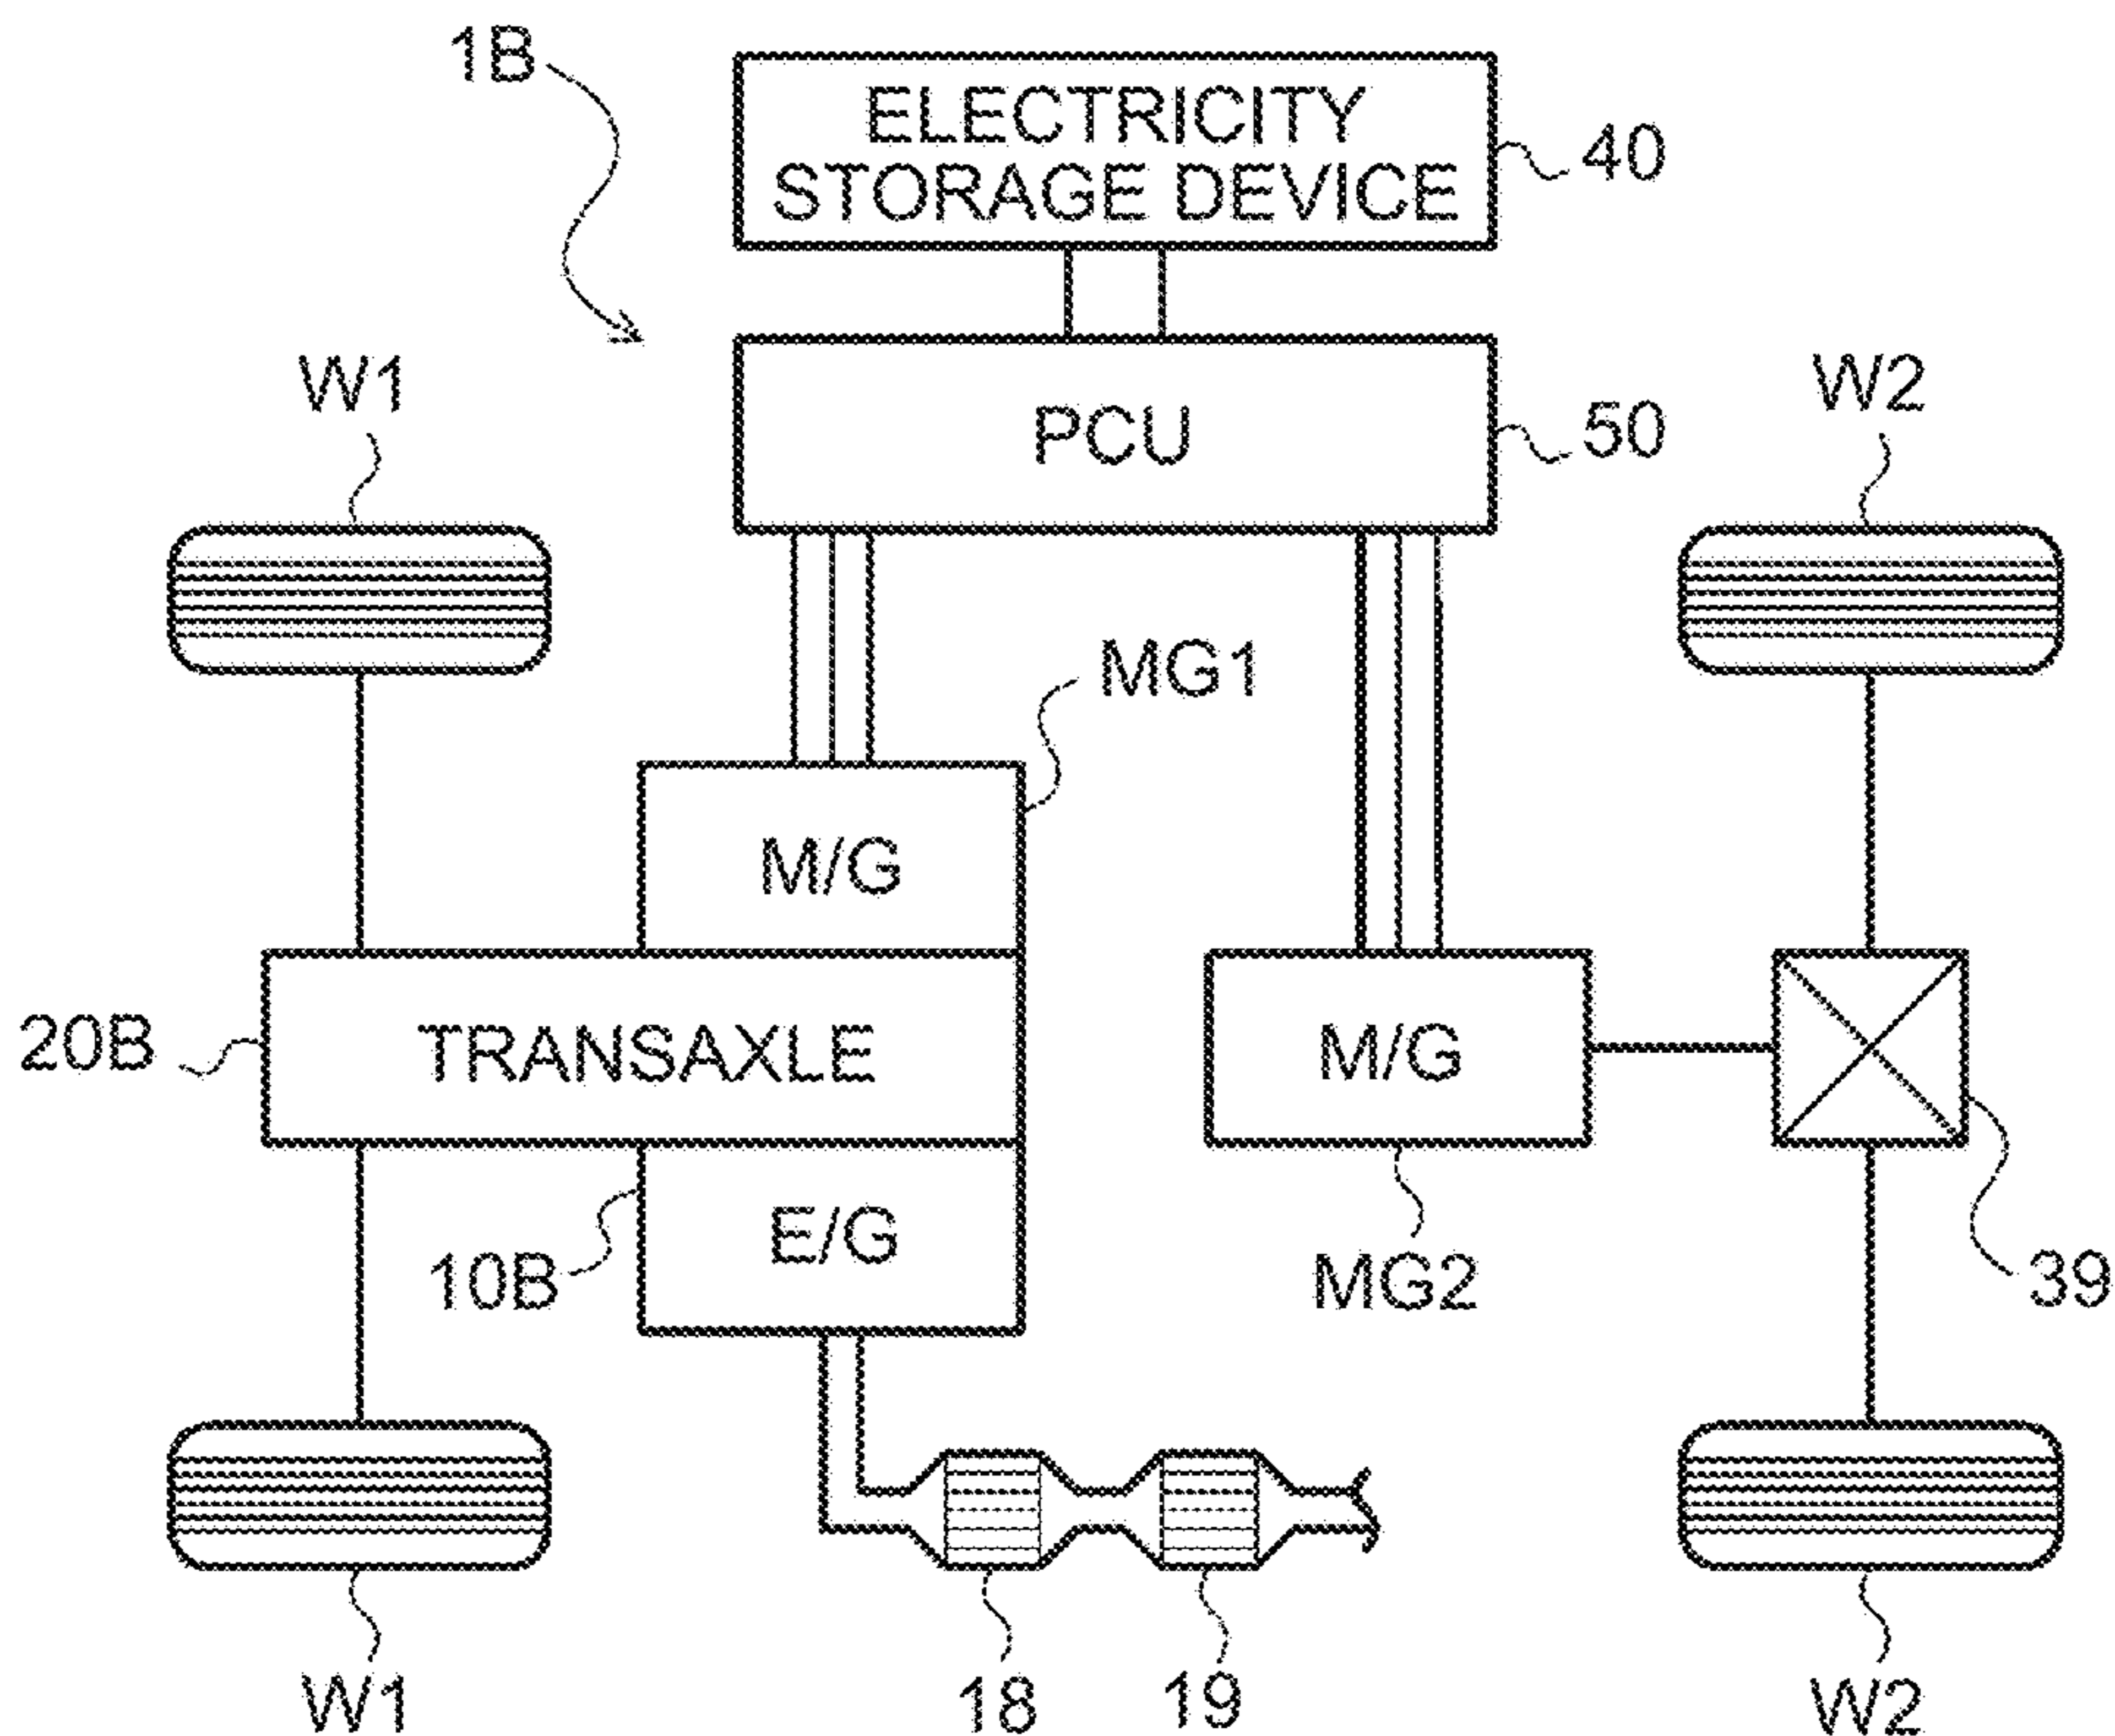 1B
ELECTRICITY
STORAGE DEVICE
40
PCU
50
W1
W2
MG1
M/G
20B
TRANSAXLE
M/G
10B
E/G
MG2
39
W1
18
19
W2